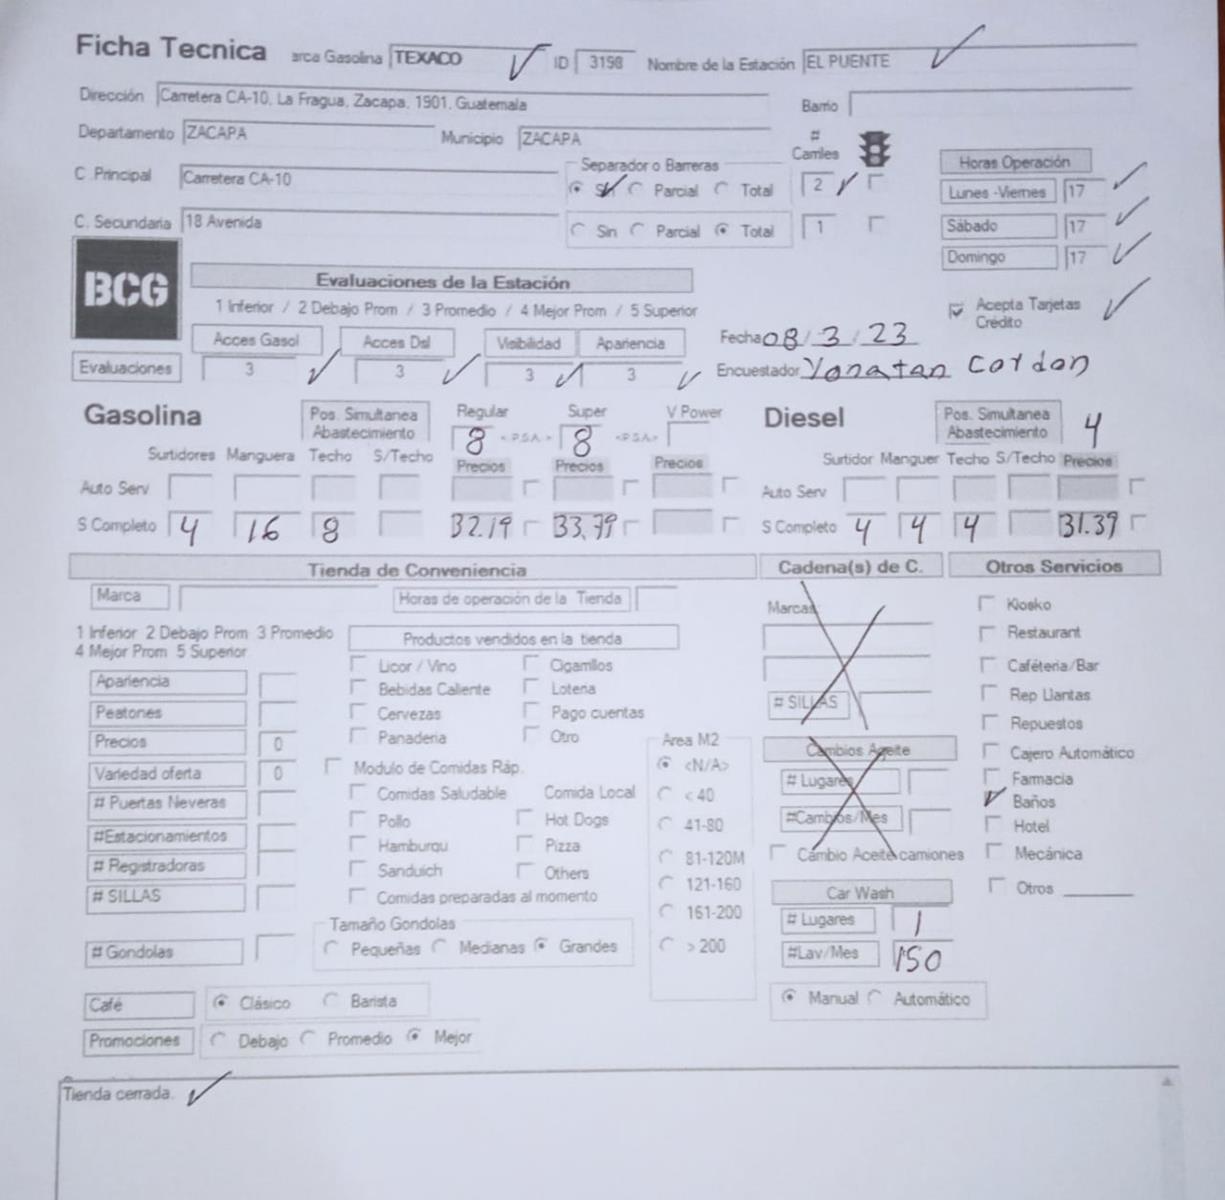 Ficha Tecnica arca Gasolina TEXACO ID 3198 Nombre de la Estación EL PUENTE
Dirección Carretera CA-10, La Fragua, Zacapa, 1901, Guatemala Barrio
Departamento ZACAPA Municipio ZACAPA # Carriles
C .Principal Carretera CA-10 Separador o Barreras Sin Parcial Total 2
Horas Operación
Lunes -Viernes 17
C. Secundaria 18 Avenida Sin Parcial Total 1
Sábado 17
Domingo 17
BCG
Evaluaciones de la Estación
1 Inferior / 2 Debajo Prom / 3 Promedio / 4 Mejor Prom / 5 Superior
Acepta Tarjetas Crédito
Acces Gasol Acces Dsl Visibilidad Apariencia
Fecha 08/3/23
Evaluaciones 3 3 3 3
Encuestador Yonatan Cordon
Gasolina Pos. Simultanea Abastecimiento Regular 8 <P.S.A.> Super 8 <P.S.A> V Power
Diesel Pos. Simultanea Abastecimiento 4
Surtidores Manguera Techo S/Techo Precios Precios Precios
Surtidor Manguer Techo S/Techo Precios
Auto Serv
Auto Serv
S Completo 4 16 8 32.19 33.79
S Completo 4 4 4 31.39
Tienda de Conveniencia Cadena(s) de C. Otros Servicios
Marca Horas de operación de la Tienda
Marcas
1 Inferior 2 Debajo Prom 3 Promedio
4 Mejor Prom 5 Superior
Productos vendidos en la tienda
Apariencia
Peatones
Precios 0
Variedad oferta 0
# Puertas Neveras
#Estacionamientos
# Registradoras
# SILLAS
# Gondolas
Licor / Vino Cigarrillos
Bebidas Caliente Loteria
Cervezas Pago cuentas
Panaderia Otro
Modulo de Comidas Ráp.
Comidas Saludable Comida Local
Pollo Hot Dogs
Hamburqu Pizza
Sanduich Others
Comidas preparadas al momento
Tamaño Gondolas
Pequeñas Medianas Grandes
Area M2
<N/A>
< 40
41-80
81-120M
121-160
161-200
> 200
# SILLAS
Cambios Aceite
# Lugares
#Cambios/Mes
Cambio Aceite camiones
Car Wash
# Lugares 1
#Lav/Mes 150
Manual Automático
Kiosko
Restaurant
Caféteria/Bar
Rep Llantas
Repuestos
Cajero Automático
Farmacia
Baños
Hotel
Mecánica
Otros
Café Clásico Barista
Promociones Debajo Promedio Mejor
Tienda cerrada.